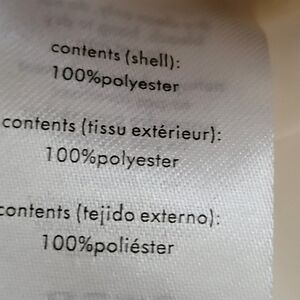 contents (shell):
100%polyester
contents (tissu extérieur):
100%polyester
contents (tejido externo):
100%poliéster